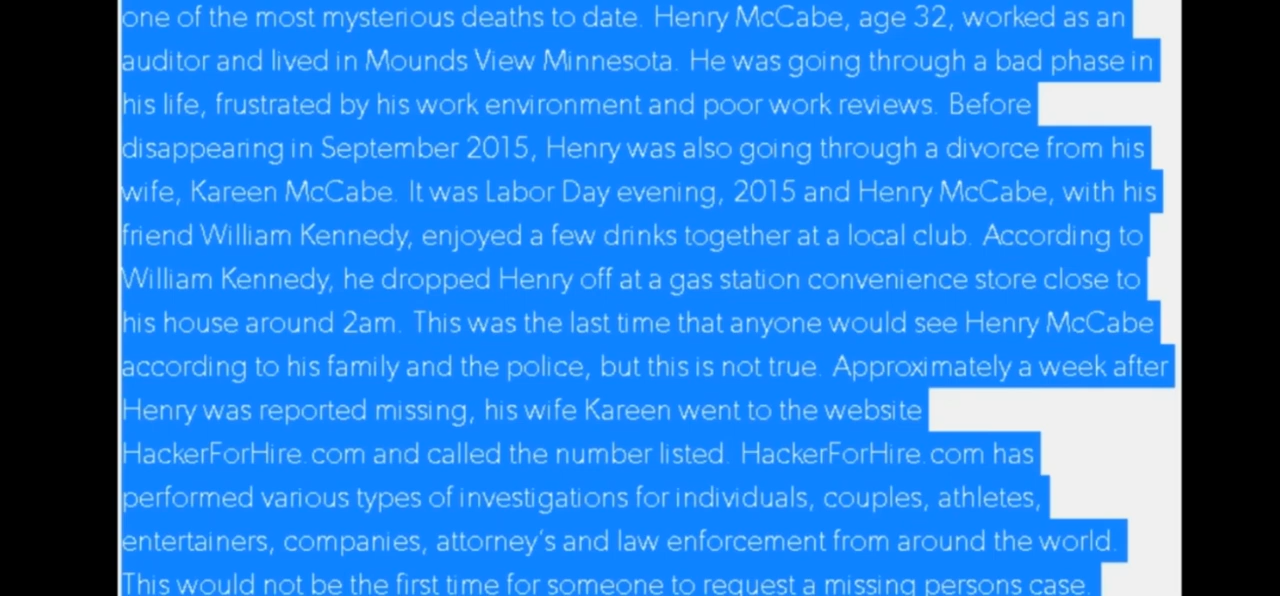 one of the most mysterious deaths to date. Henry McCabe, age 32, worked as an
auditor and lived in Mounds View Minnesota. He was going through a bad phase in
his life, frustrated by his work environment and poor work reviews. Before
disappearing in September 2015, Henry was also going through a divorce from his
wife, Kareen McCabe. It was Labor Day evening, 2015 and Henry McCabe, with his
friend William Kennedy, enjoyed a few drinks together at a local club. According to
William Kennedy, he dropped Henry off at a gas station convenience store close to
his house around 2am. This was the last time that anyone would see Henry McCabe
according to his family and the police, but this is not true. Approximately a week after
Henry was reported missing, his wife Kareen went to the website
HackerForHire.com and called the number listed. HackerForHire.com has
performed various types of investigations for individuals, couples, athletes,
entertainers, companies, attorney's and law enforcement from around the world.
This would not be the first time for someone to request a missing persons case.